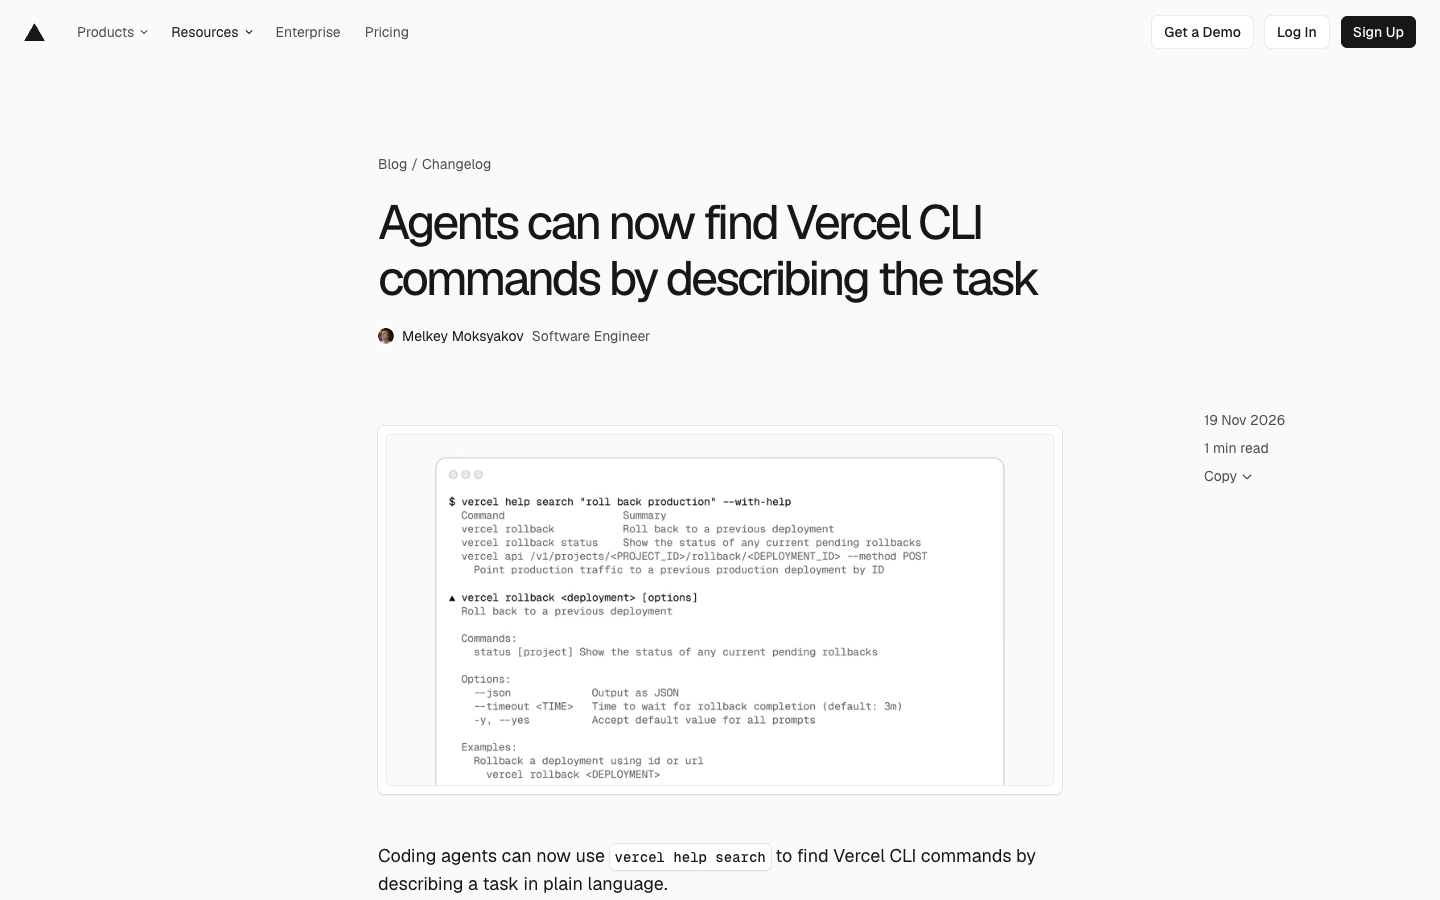 Products
Resources
Enterprise
Pricing
Get a Demo
Log In
Sign Up
Blog / Changelog
Agents can now find Vercel CLI
commands by describing the task
Melkey Moksyakov Software Engineer
19 Nov 2026
1 min read
Copy
$ vercel help search "roll back production" --with-help
Command Summary
vercel rollback Roll back to a previous deployment
vercel rollback status Show the status of any current pending rollbacks
vercel api /v1/projects/<PROJECT_ID>/rollback/<DEPLOYMENT_ID> --method POST
Point production traffic to a previous production deployment by ID
▲ vercel rollback <deployment> [options]
Roll back to a previous deployment
Commands:
status [project] Show the status of any current pending rollbacks
Options:
--json Output as JSON
--timeout <TIME> Time to wait for rollback completion (default: 3m)
-y, --yes Accept default value for all prompts
Examples:
Rollback a deployment using id or url
vercel rollback <DEPLOYMENT>
Coding agents can now use vercel help search to find Vercel CLI commands by
describing a task in plain language.